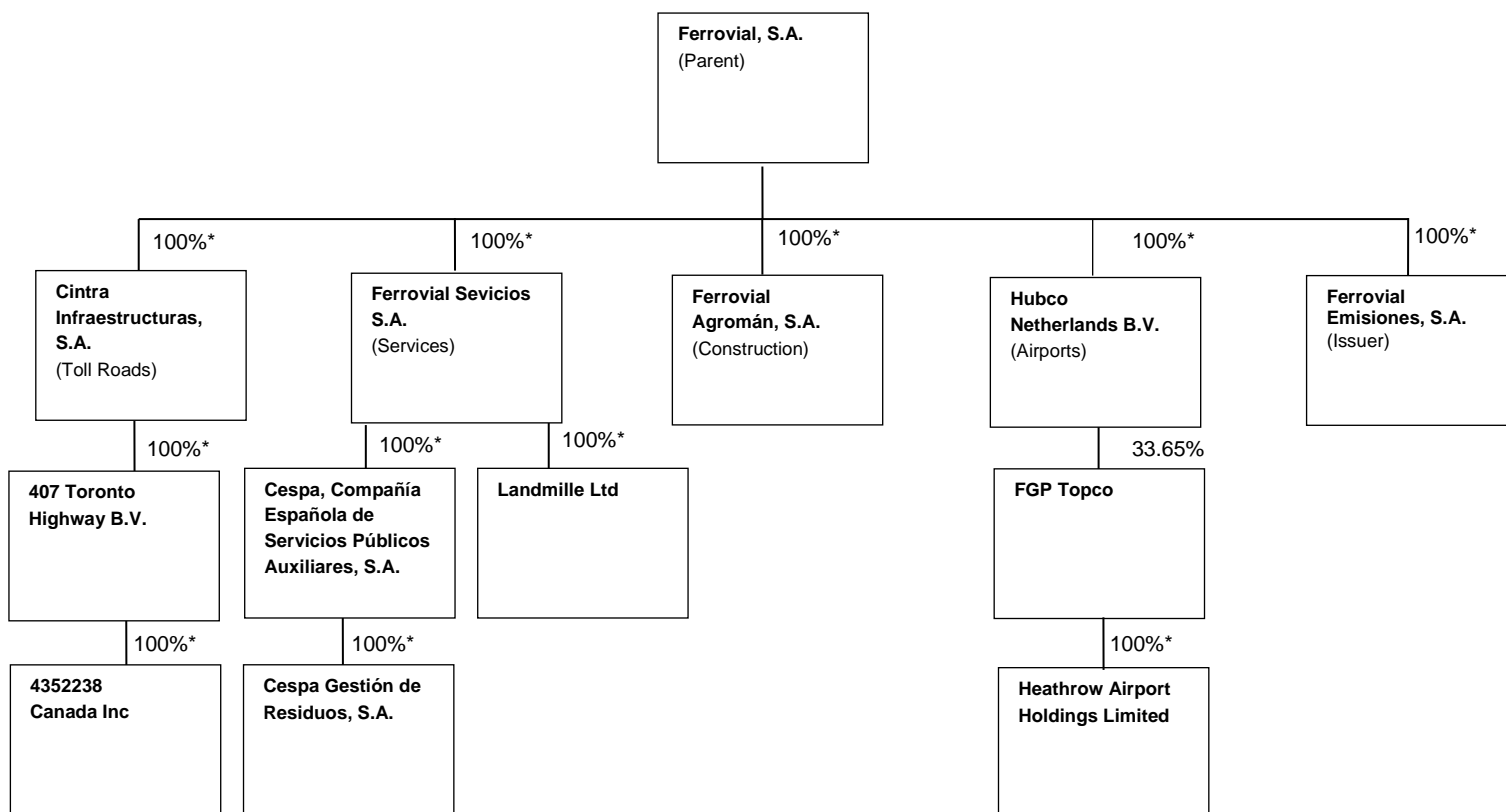 Ferrovial, S.A.
(Parent)
100%*
100%*
100%*
100%*
100%*
Cintra
Infraestructuras,
S.A.
(Toll Roads)
Ferrovial Sevicios
S.A.
(Services)
Ferrovial
Agromán, S.A.
(Construction)
Hubco
Netherlands B.V.
(Airports)
Ferrovial
Emisiones, S.A.
(Issuer)
100%*
100%*
100%*
33.65%
407 Toronto
Highway B.V.
Cespa, Compañía
Española de
Servicios Públicos
Auxiliares, S.A.
Landmille Ltd
FGP Topco
100%*
100%*
100%*
4352238
Canada Inc
Cespa Gestión de
Residuos, S.A.
Heathrow Airport
Holdings Limited